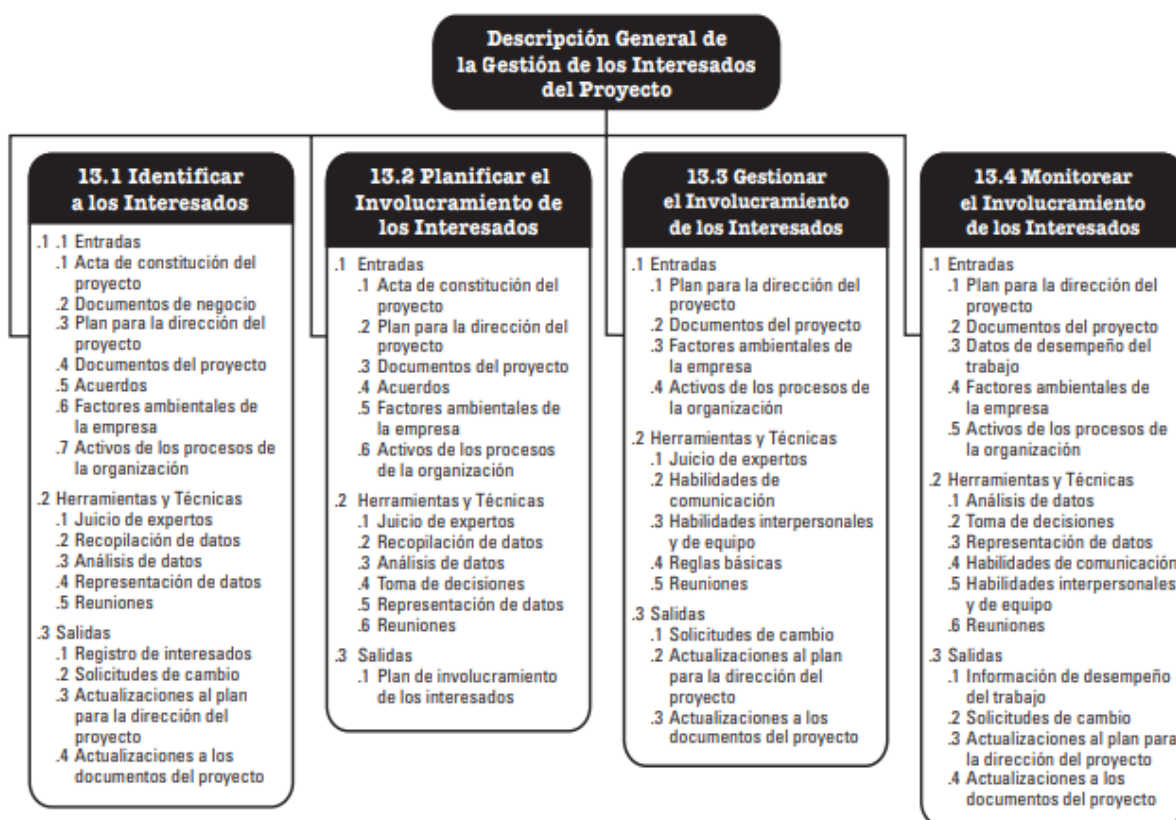 Descripción General de
la Gestión de los Interesados
del Proyecto
13.1 Identificar
a los Interesados
.1 .1 Entradas
.1 Acta de constitución del
proyecto
.2 Documentos de negocio
.3 Plan para la dirección del
proyecto
.4 Documentos del proyecto
.5 Acuerdos
.6 Factores ambientales de
la empresa
.7 Activos de los procesos de
la organización
.2 Herramientas y Técnicas
.1 Juicio de expertos
.2 Recopilación de datos
.3 Análisis de datos
.4 Representación de datos
.5 Reuniones
.3 Salidas
.1 Registro de interesados
.2 Solicitudes de cambio
.3 Actualizaciones al plan
para la dirección del
proyecto
.4 Actualizaciones a los
documentos del proyecto
13.2 Planificar el
Involucramiento de
los Interesados
.1 Entradas
.1 Acta de constitución del
proyecto
.2 Plan para la dirección del
proyecto
.3 Documentos del proyecto
.4 Acuerdos
.5 Factores ambientales de
la empresa
.6 Activos de los procesos
de la organización
.2 Herramientas y Técnicas
.1 Juicio de expertos
.2 Recopilación de datos
.3 Análisis de datos
.4 Toma de decisiones
.5 Representación de datos
.6 Reuniones
.3 Salidas
.1 Plan de involucramiento
de los interesados
13.3 Gestionar
el Involucramiento
de los Interesados
.1 Entradas
.1 Plan para la dirección del
proyecto
.2 Documentos del proyecto
.3 Factores ambientales de
la empresa
.4 Activos de los procesos de
la organización
.2 Herramientas y Técnicas
.1 Juicio de expertos
.2 Habilidades de
comunicación
.3 Habilidades interpersonales
y de equipo
.4 Reglas básicas
.5 Reuniones
.3 Salidas
.1 Solicitudes de cambio
.2 Actualizaciones al plan
para la dirección del
proyecto
.3 Actualizaciones a los
documentos del proyecto
13.4 Monitorear
el Involucramiento
de los Interesados
.1 Entradas
.1 Plan para la dirección del
proyecto
.2 Documentos del proyecto
.3 Datos de desempeño del
trabajo
.4 Factores ambientales de
la empresa
.5 Activos de los procesos de
la organización
.2 Herramientas y Técnicas
.1 Análisis de datos
.2 Toma de decisiones
.3 Representación de datos
.4 Habilidades de comunicación
.5 Habilidades interpersonales
y de equipo
.6 Reuniones
.3 Salidas
.1 Información de desempeño
del trabajo
.2 Solicitudes de cambio
.3 Actualizaciones al plan para
la dirección del proyecto
.4 Actualizaciones a los
documentos del proyecto